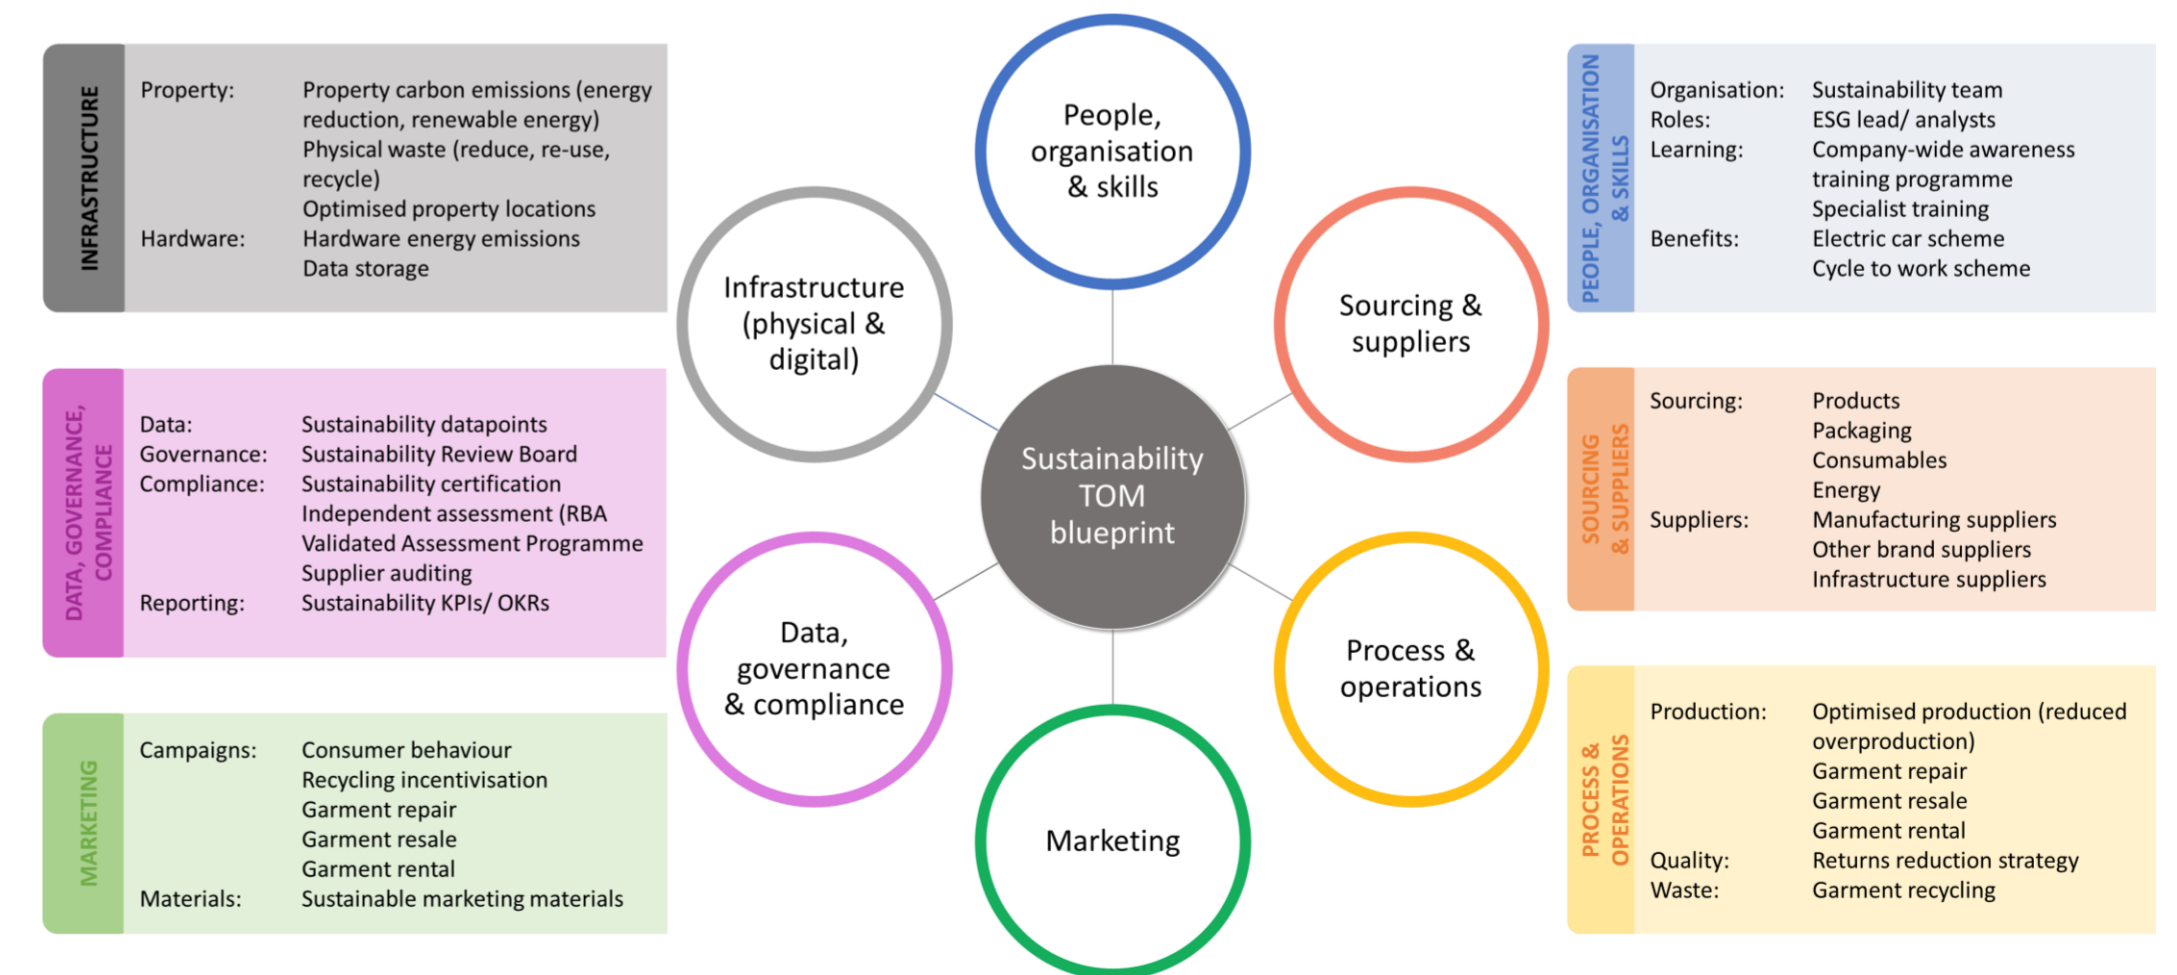 INFRASTRUCTURE
Property: Property carbon emissions (energy
reduction, renewable energy)
Physical waste (reduce, re-use,
recycle)
Optimised property locations
Hardware: Hardware energy emissions
Data storage
DATA, GOVERNANCE,
COMPLIANCE
Data: Sustainability datapoints
Governance: Sustainability Review Board
Compliance: Sustainability certification
Independent assessment (RBA
Validated Assessment Programme
Supplier auditing
Reporting: Sustainability KPIs/ OKRs
MARKETING
Campaigns: Consumer behaviour
Recycling incentivisation
Garment repair
Garment resale
Garment rental
Materials: Sustainable marketing materials
People,
organisation
& skills
Infrastructure
(physical &
digital)
Sourcing &
suppliers
Sustainability
TOM
blueprint
Data,
governance
& compliance
Process &
operations
Marketing
PEOPLE, ORGANISATION
& SKILLS
Organisation: Sustainability team
Roles: ESG lead/ analysts
Learning: Company-wide awareness
training programme
Specialist training
Benefits: Electric car scheme
Cycle to work scheme
SOURCING
& SUPPLIERS
Sourcing: Products
Packaging
Consumables
Energy
Suppliers: Manufacturing suppliers
Other brand suppliers
Infrastructure suppliers
PROCESS &
OPERATIONS
Production: Optimised production (reduced
overproduction)
Garment repair
Garment resale
Garment rental
Quality: Returns reduction strategy
Waste: Garment recycling